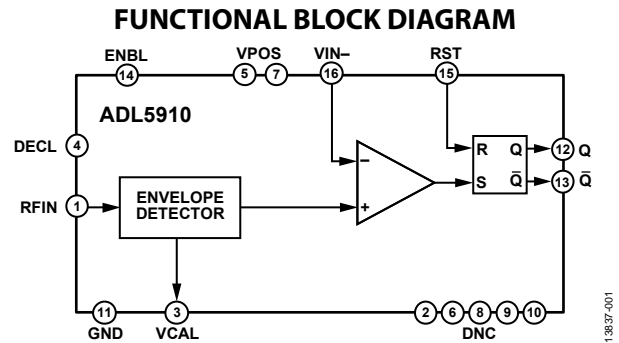 FUNCTIONAL BLOCK DIAGRAM
ENBL VPOS VIN– RST
14 5 7 16 15
ADL5910
DECL 4
R Q 12 Q
– 
S Q̅ 13 Q̅
RFIN 1 ENVELOPE
DETECTOR
+
11 3 2 6 8 9 10
GND VCAL DNC
13837-001